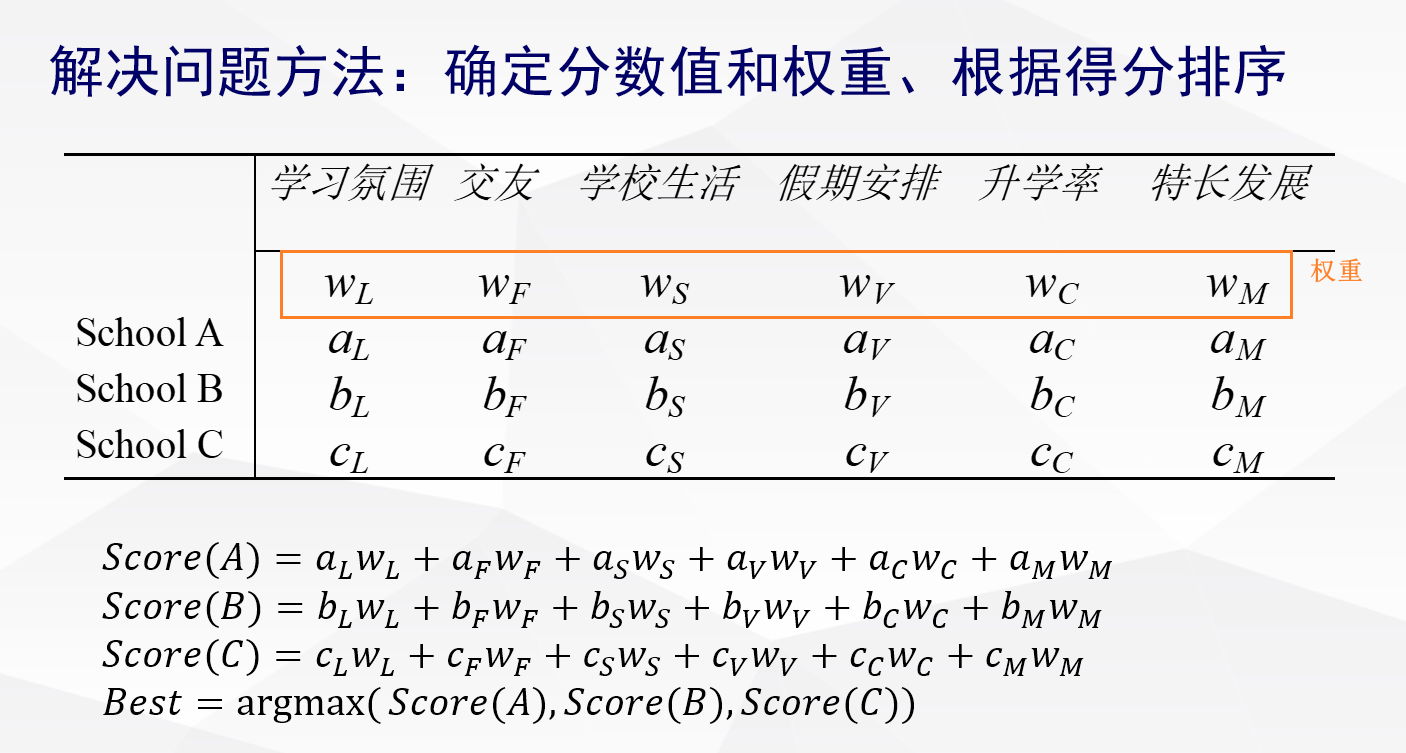 解决问题方法：确定分数值和权重、根据得分排序
学习氛围 交友 学校生活 假期安排 升学率 特长发展
w_L w_F w_S w_V w_C w_M 权重
School A a_L a_F a_S a_V a_C a_M
School B b_L b_F b_S b_V b_C b_M
School C c_L c_F c_S c_V c_C c_M
Score(A) = a_L w_L + a_F w_F + a_S w_S + a_V w_V + a_C w_C + a_M w_M
Score(B) = b_L w_L + b_F w_F + b_S w_S + b_V w_V + b_C w_C + b_M w_M
Score(C) = c_L w_L + c_F w_F + c_S w_S + c_V w_V + c_C w_C + c_M w_M
Best = argmax( Score(A), Score(B), Score(C))